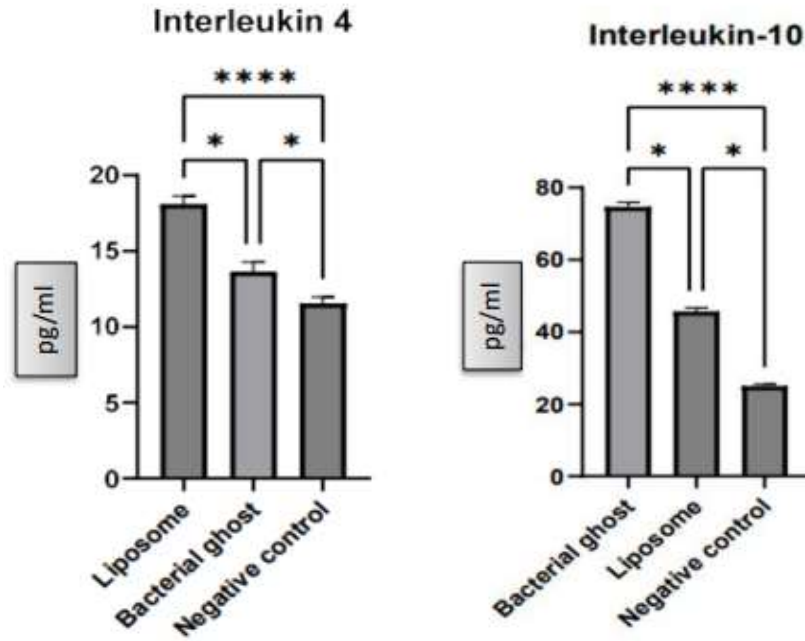 Interleukin 4
****
*
*
20
15
10
5
0
pg/ml
Liposome
Bacterial ghost
Negative control
Interleukin-10
****
*
*
80
60
40
20
0
pg/ml
Bacterial ghost
Liposome
Negative control